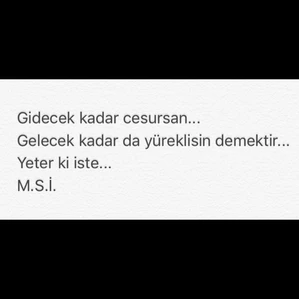 Gidecek kadar cesursan...
Gelecek kadar da yüreklisin demektir...
Yeter ki iste...
M.S.İ.